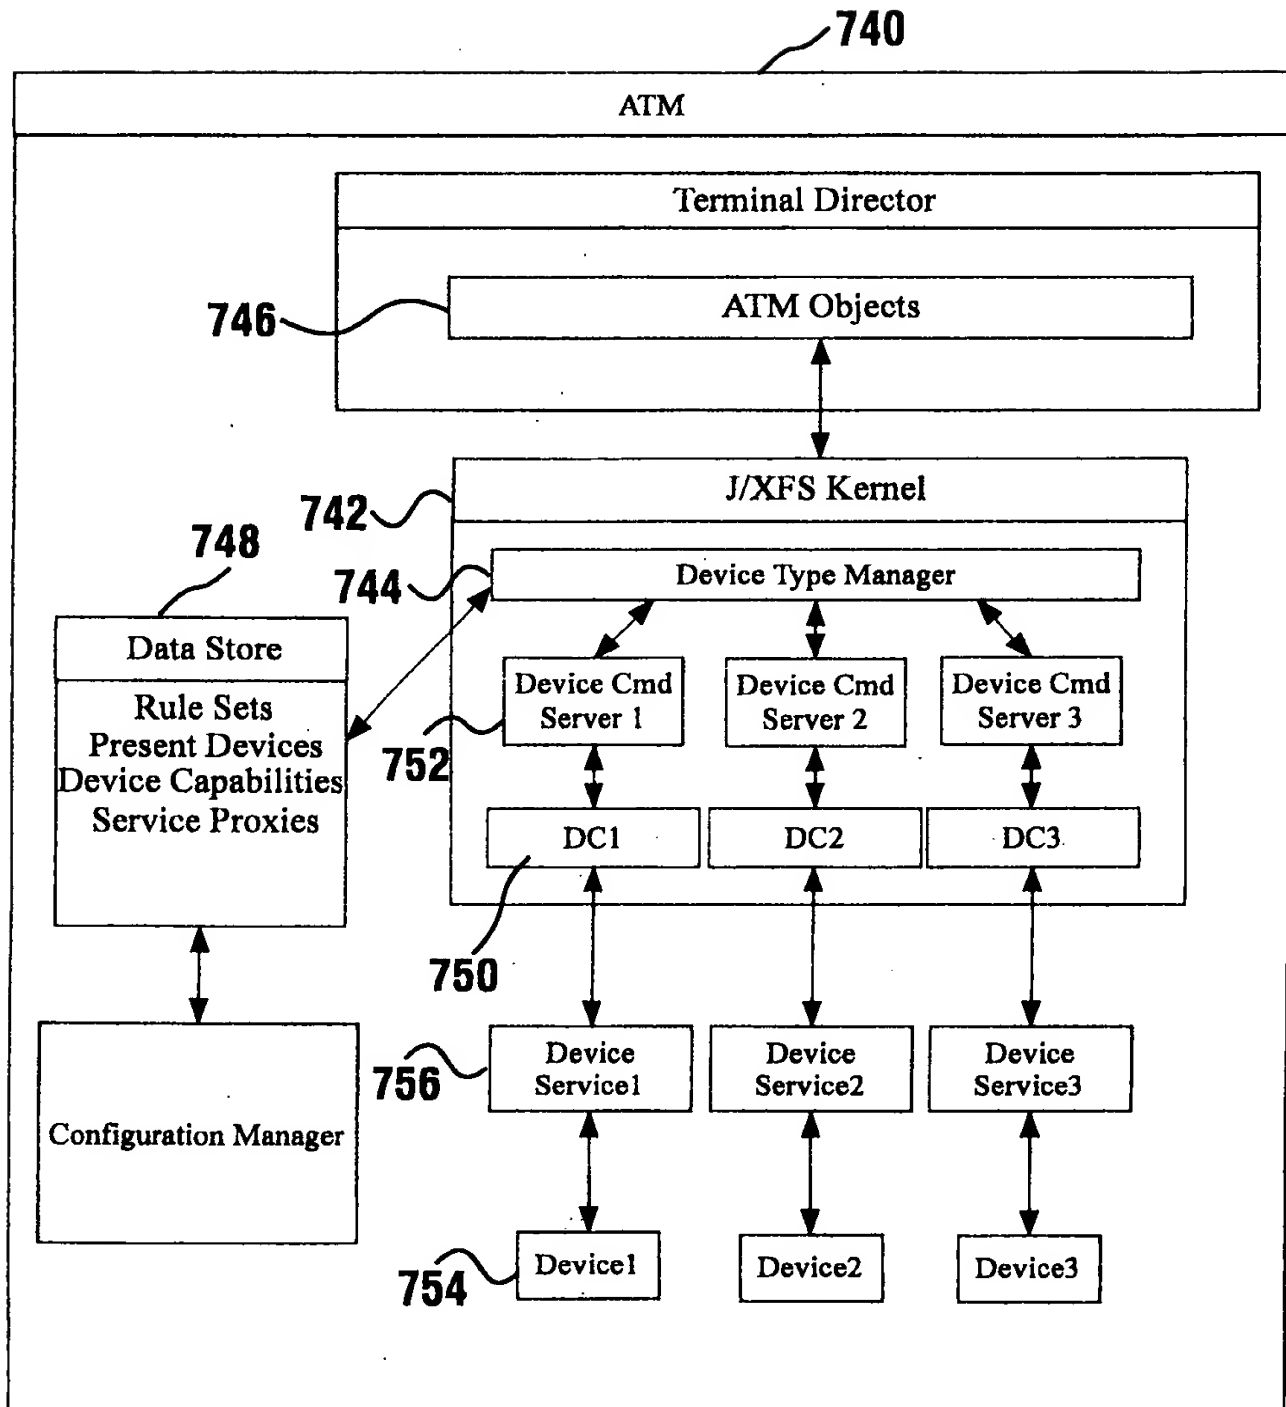 740
ATM
Terminal Director
746
ATM Objects
742
J/XFS Kernel
748
744
Device Type Manager
Data Store
Rule Sets
Present Devices
Device Capabilities
Service Proxies
752
Device Cmd
Server 1
Device Cmd
Server 2
Device Cmd
Server 3
DC1
DC2
DC3
750
Configuration Manager
756
Device
Service1
Device
Service2
Device
Service3
754
Device1
Device2
Device3